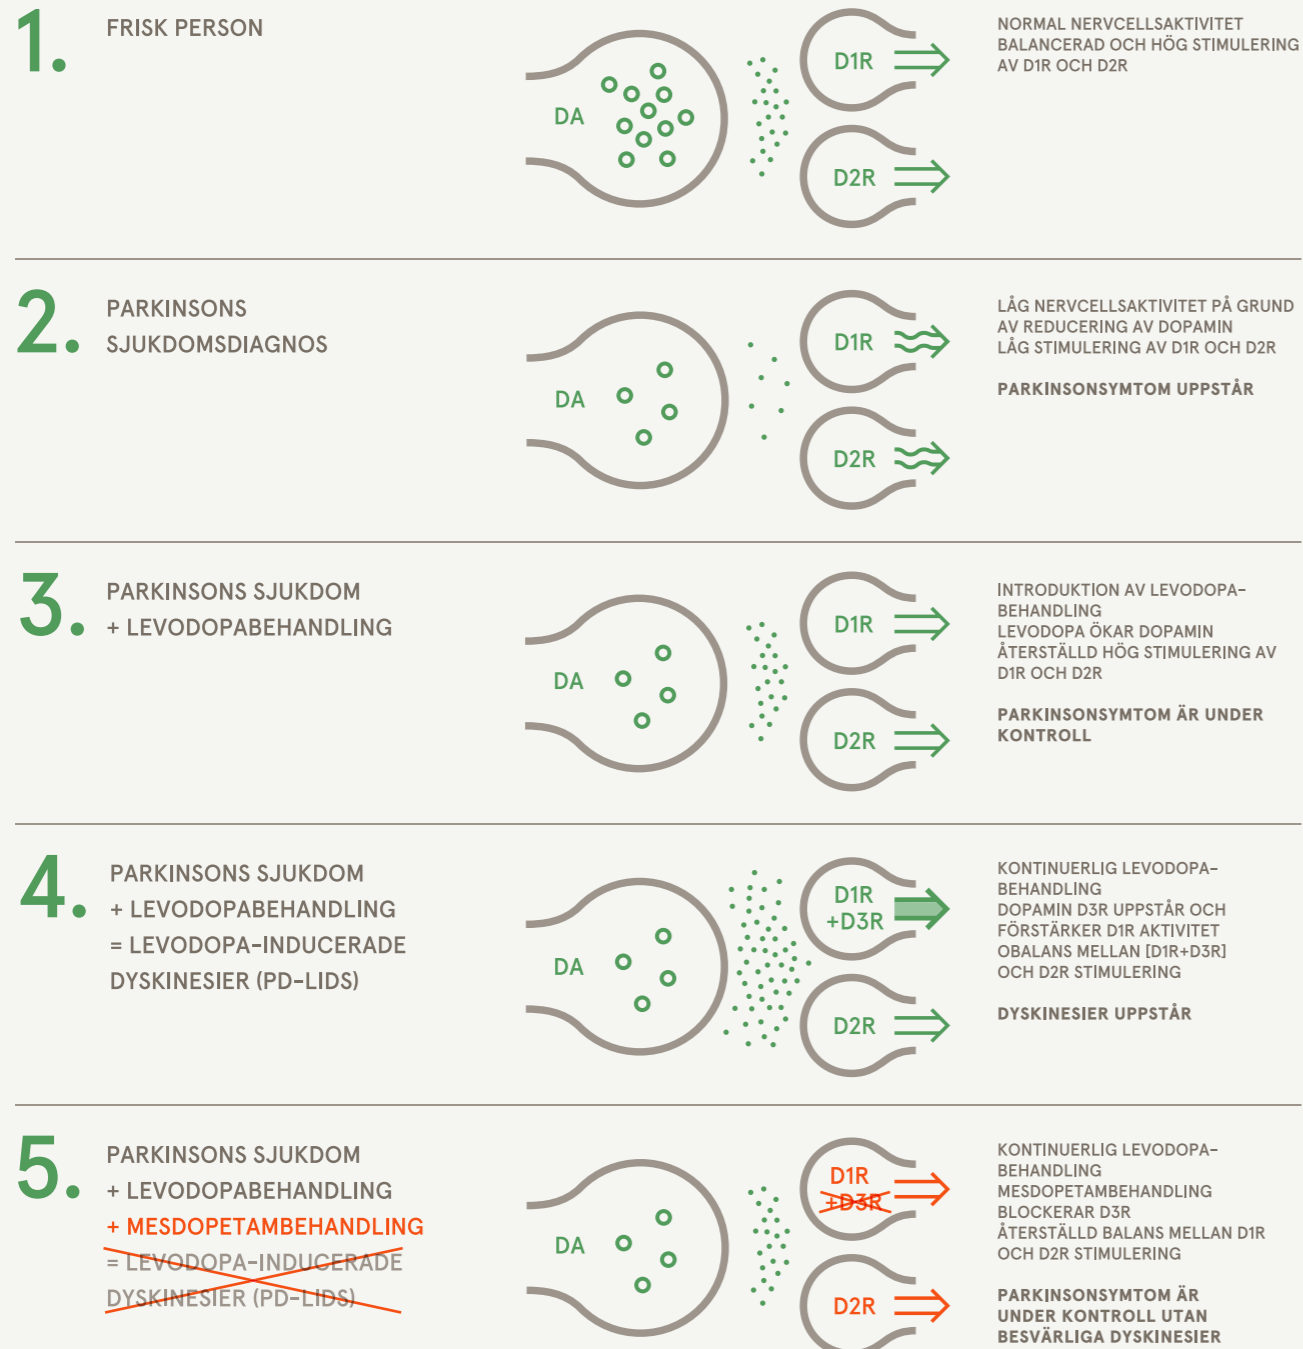 1.
FRISK PERSON
DA
D1R
D2R
NORMAL NERVCELLSAKTIVITET
BALANCERAD OCH HÖG STIMULERING
AV D1R OCH D2R
2.
PARKINSONS
SJUKDOMSDIAGNOS
DA
D1R
D2R
LÅG NERVCELLSAKTIVITET PÅ GRUND
AV REDUCERING AV DOPAMIN
LÅG STIMULERING AV D1R OCH D2R
PARKINSONSYMTOM UPPSTÅR
3.
PARKINSONS SJUKDOM
+ LEVODOPABEHANDLING
DA
D1R
D2R
INTRODUKTION AV LEVODOPA-
BEHANDLING
LEVODOPA ÖKAR DOPAMIN
ÅTERSTÄLLD HÖG STIMULERING AV
D1R OCH D2R
PARKINSONSYMTOM ÄR UNDER
KONTROLL
4.
PARKINSONS SJUKDOM
+ LEVODOPABEHANDLING
= LEVODOPA-INDUCERADE
DYSKINESIER (PD-LIDS)
DA
D1R
+D3R
D2R
KONTINUERLIG LEVODOPA-
BEHANDLING
DOPAMIN D3R UPPSTÅR OCH
FÖRSTÄRKER D1R AKTIVITET
OBALANS MELLAN [D1R+D3R]
OCH D2R STIMULERING
DYSKINESIER UPPSTÅR
5.
PARKINSONS SJUKDOM
+ LEVODOPABEHANDLING
+ MESDOPETAMBEHANDLING
= LEVODOPA-INDUCERADE
DYSKINESIER (PD-LIDS)
DA
D1R
+D3R
D2R
KONTINUERLIG LEVODOPA-
BEHANDLING
MESDOPETAMBEHANDLING
BLOCKERAR D3R
ÅTERSTÄLLD BALANS MELLAN D1R
OCH D2R STIMULERING
PARKINSONSYMTOM ÄR
UNDER KONTROLL UTAN
BESVÄRLIGA DYSKINESIER